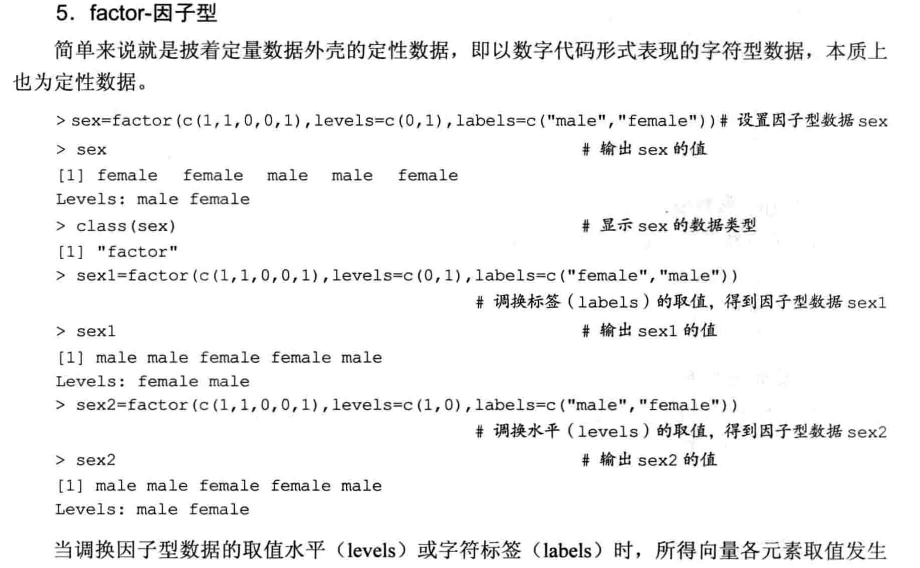 5．factor-因子型
简单来说就是披着定量数据外壳的定性数据，即以数字代码形式表现的字符型数据，本质上
也为定性数据。
> sex=factor(c(1,1,0,0,1),levels=c(0,1),labels=c("male","female"))# 设置因子型数据 sex
> sex # 输出 sex 的值
[1] female female male male female
Levels: male female
> class(sex) # 显示 sex 的数据类型
[1] "factor"
> sex1=factor(c(1,1,0,0,1),levels=c(0,1),labels=c("female","male"))
# 调换标签（labels）的取值，得到因子型数据 sex1
> sex1 # 输出 sex1 的值
[1] male male female female male
Levels: female male
> sex2=factor(c(1,1,0,0,1),levels=c(1,0),labels=c("male","female"))
# 调换水平（levels）的取值，得到因子型数据 sex2
> sex2 # 输出 sex2 的值
[1] male male female female male
Levels: male female
当调换因子型数据的取值水平（levels）或字符标签（labels）时，所得向量各元素取值发生